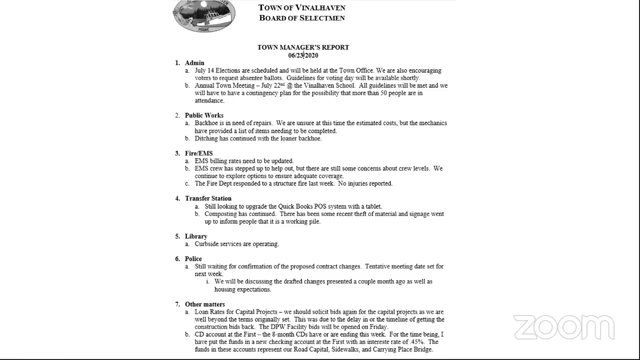 TOWN OF VINALHAVEN
BOARD OF SELECTMEN
TOWN MANAGER'S REPORT
06/23/2020
1. Admin
a. July 14 Elections are scheduled and will be held at the Town Office. We are also encouraging
voters to request absentee ballots. Guidelines for voting day will be available shortly.
b. Annual Town Meeting – July 22nd @ the Vinalhaven School. All guidelines will be met and we
will have to have a contingency plan for the possibility that more than 50 people are in
attendance.
2. Public Works
a. Backhoe is in need of repairs. We are unsure at this time the estimated costs, but the mechanics
have provided a list of items needing to be completed.
b. Ditching has continued with the loaner backhoe.
3. Fire/EMS
a. EMS billing rates need to be updated.
b. EMS crew has stepped up to help out, but there are still some concerns about crew levels. We
continue to explore options to ensure adequate coverage.
c. The Fire Dept responded to a structure fire last week. No injuries reported.
4. Transfer Station
a. Still looking to upgrade the Quick Books POS system with a tablet.
b. Composting has continued. There has been some recent theft of material and signage went
up to inform people that it is a working pile.
5. Library
a. Curbside services are operating.
6. Police
a. Still waiting for confirmation of the proposed contract changes. Tentative meeting date set for
next week.
i. We will be discussing the drafted changes presented a couple month ago as well as
housing expectations.
7. Other matters
a. Loan Rates for Capital Projects – we should solicit bids again for the capital projects as we are
well beyond the terms originally set. This was due to the delay in or the timeline of getting the
construction bids back. The DPW Facility bids will be opened on Friday.
b. CD account at the First – the 8-month CDs have or are ending this week. For the time being, I
have put the funds in a new checking account at the First with an interest rate of .45%. The
funds in these accounts represent our Road Capital, Sidewalks, and Carrying Place Bridge.
zoom